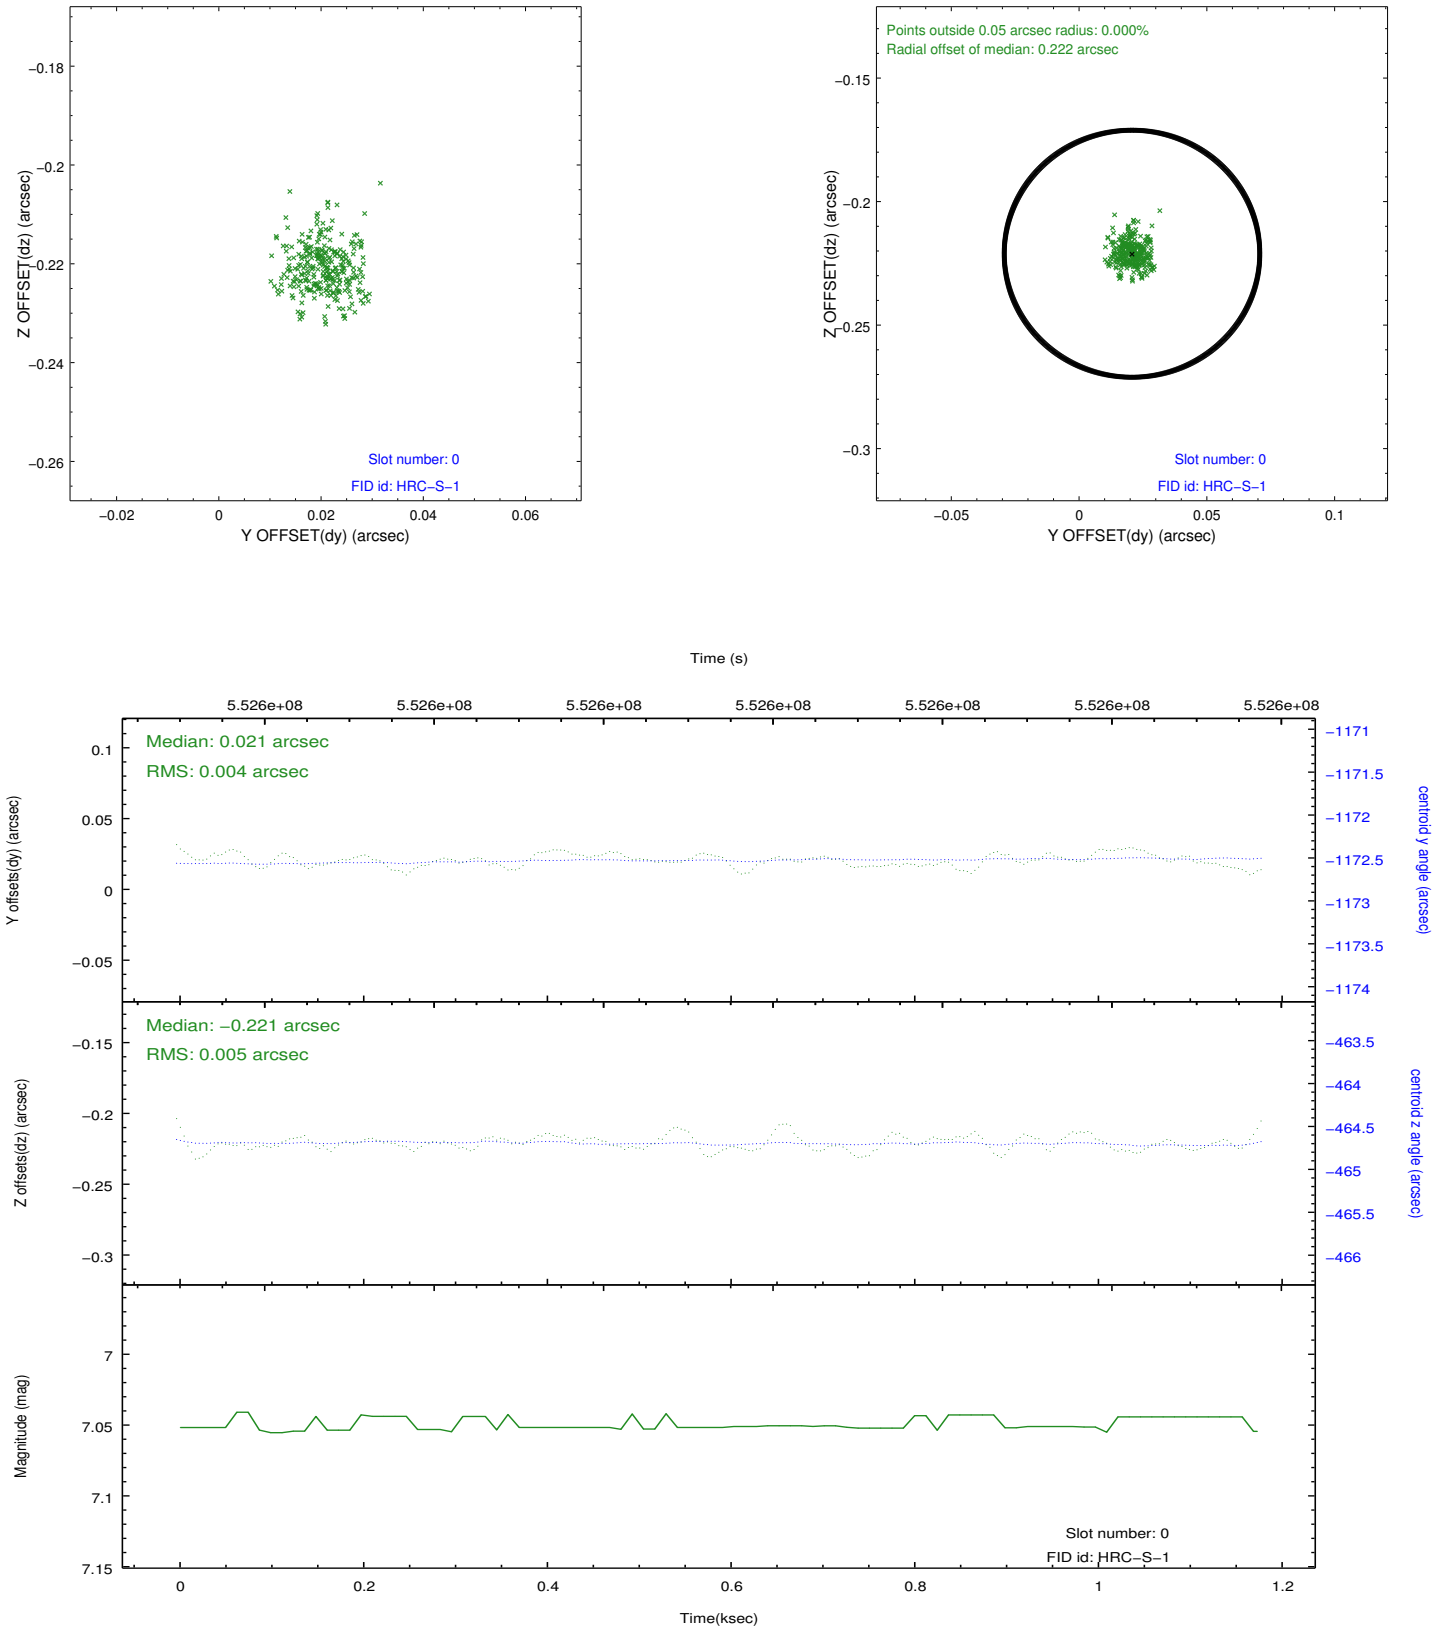 −0.18
−0.2
−0.22
−0.24
−0.26
Z OFFSET(dz) (arcsec)
Slot number: 0
FID id: HRC−S−1
−0.02
0
0.02
0.04
0.06
Y OFFSET(dy) (arcsec)
Points outside 0.05 arcsec radius: 0.000%
Radial offset of median: 0.222 arcsec
−0.15
−0.2
−0.25
−0.3
Z OFFSET(dz) (arcsec)
Slot number: 0
FID id: HRC−S−1
−0.05
0
0.05
0.1
Y OFFSET(dy) (arcsec)
Time (s)
5.526e+08
5.526e+08
5.526e+08
5.526e+08
5.526e+08
5.526e+08
5.526e+08
Median: 0.021 arcsec
RMS: 0.004 arcsec
0.1
0.05
0
−0.05
Y offsets(dy) (arcsec)
−1171
−1171.5
−1172
−1172.5
−1173
−1173.5
−1174
centroid y angle (arcsec)
Median: −0.221 arcsec
RMS: 0.005 arcsec
−0.15
−0.2
−0.25
−0.3
Z offsets(dz) (arcsec)
−463.5
−464
−464.5
−465
−465.5
−466
centroid z angle (arcsec)
7
7.05
7.1
7.15
Magnitude (mag)
Slot number: 0
FID id: HRC−S−1
0
0.2
0.4
0.6
0.8
1
1.2
Time(ksec)